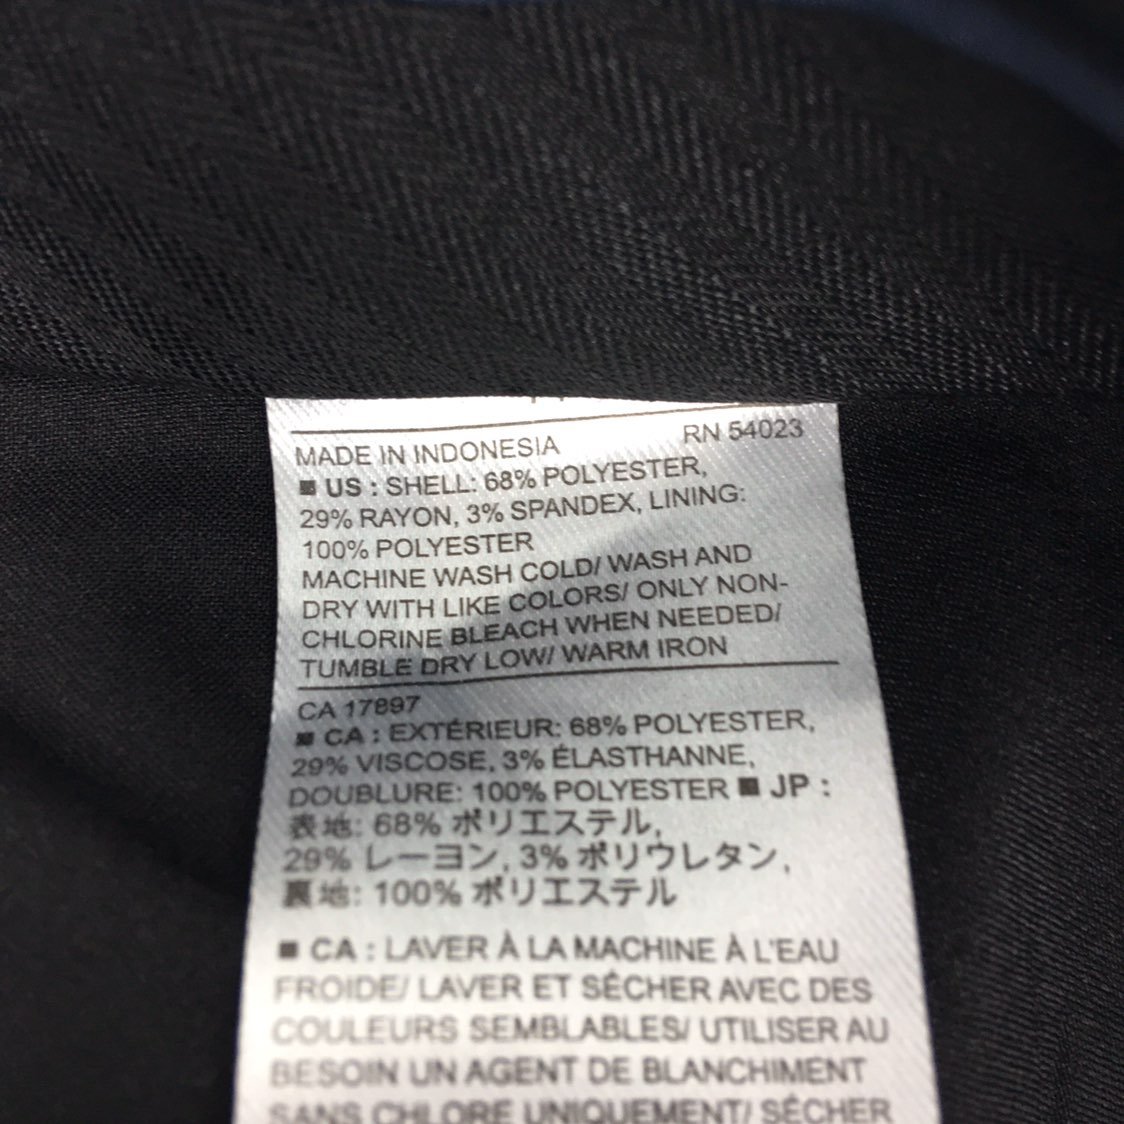 MADE IN INDONESIA RN 54023
■ US : SHELL: 68% POLYESTER,
29% RAYON, 3% SPANDEX, LINING:
100% POLYESTER
MACHINE WASH COLD/ WASH AND
DRY WITH LIKE COLORS/ ONLY NON-
CHLORINE BLEACH WHEN NEEDED/
TUMBLE DRY LOW/ WARM IRON
CA 17897
■ CA : EXTÉRIEUR: 68% POLYESTER,
29% VISCOSE, 3% ÉLASTHANNE,
DOUBLURE: 100% POLYESTER ■ JP :
表地: 68% ポリエステル,
29% レーヨン, 3% ポリウレタン,
裏地: 100% ポリエステル
■ CA : LAVER À LA MACHINE À L'EAU
FROIDE/ LAVER ET SÉCHER AVEC DES
COULEURS SEMBLABLES/ UTILISER AU
BESOIN UN AGENT DE BLANCHIMENT
SANS CHLORE UNIQUEMENT/ SÉCHER